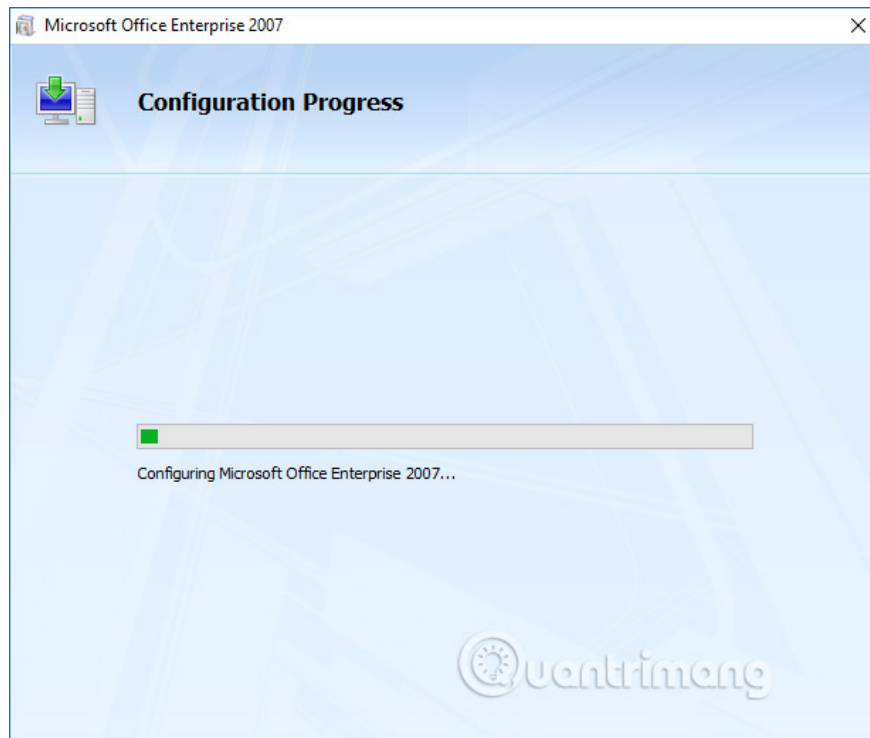 Microsoft Office Enterprise 2007
Configuration Progress
Configuring Microsoft Office Enterprise 2007...
Quantrimang